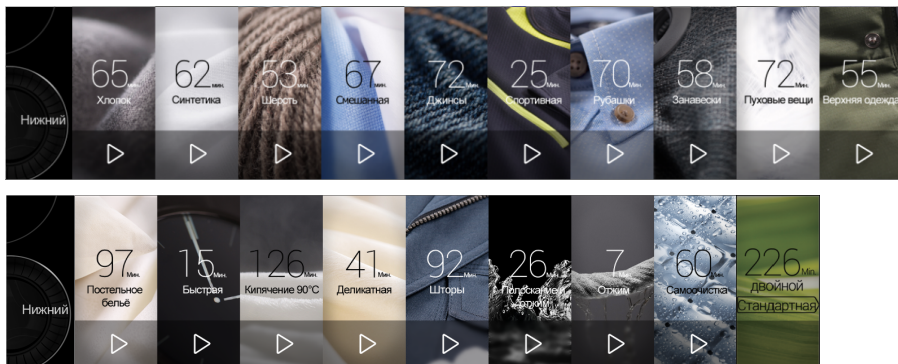 Нижний
65 Мин.
Хлопок
62 Мин.
Синтетика
53 Мин.
Шерсть
67 Мин.
Смешанная
72 Мин.
Джинсы
25 Мин.
Спортивная
70 Мин.
Рубашки
58 Мин.
Занавески
72 Мин.
Пуховые вещи
55 Мин.
Верхняя одежда
Нижний
97 Мин.
Постельное
бельё
15 Мин.
Быстрая
126 Мин.
Кипячение 90°C
41 Мин.
Деликатная
92 Мин.
Шторы
26 Мин.
Полоскание и
отжим
7 Мин.
Отжим
60 Мин.
Самоочистка
226 Min.
двойной
Стандартная